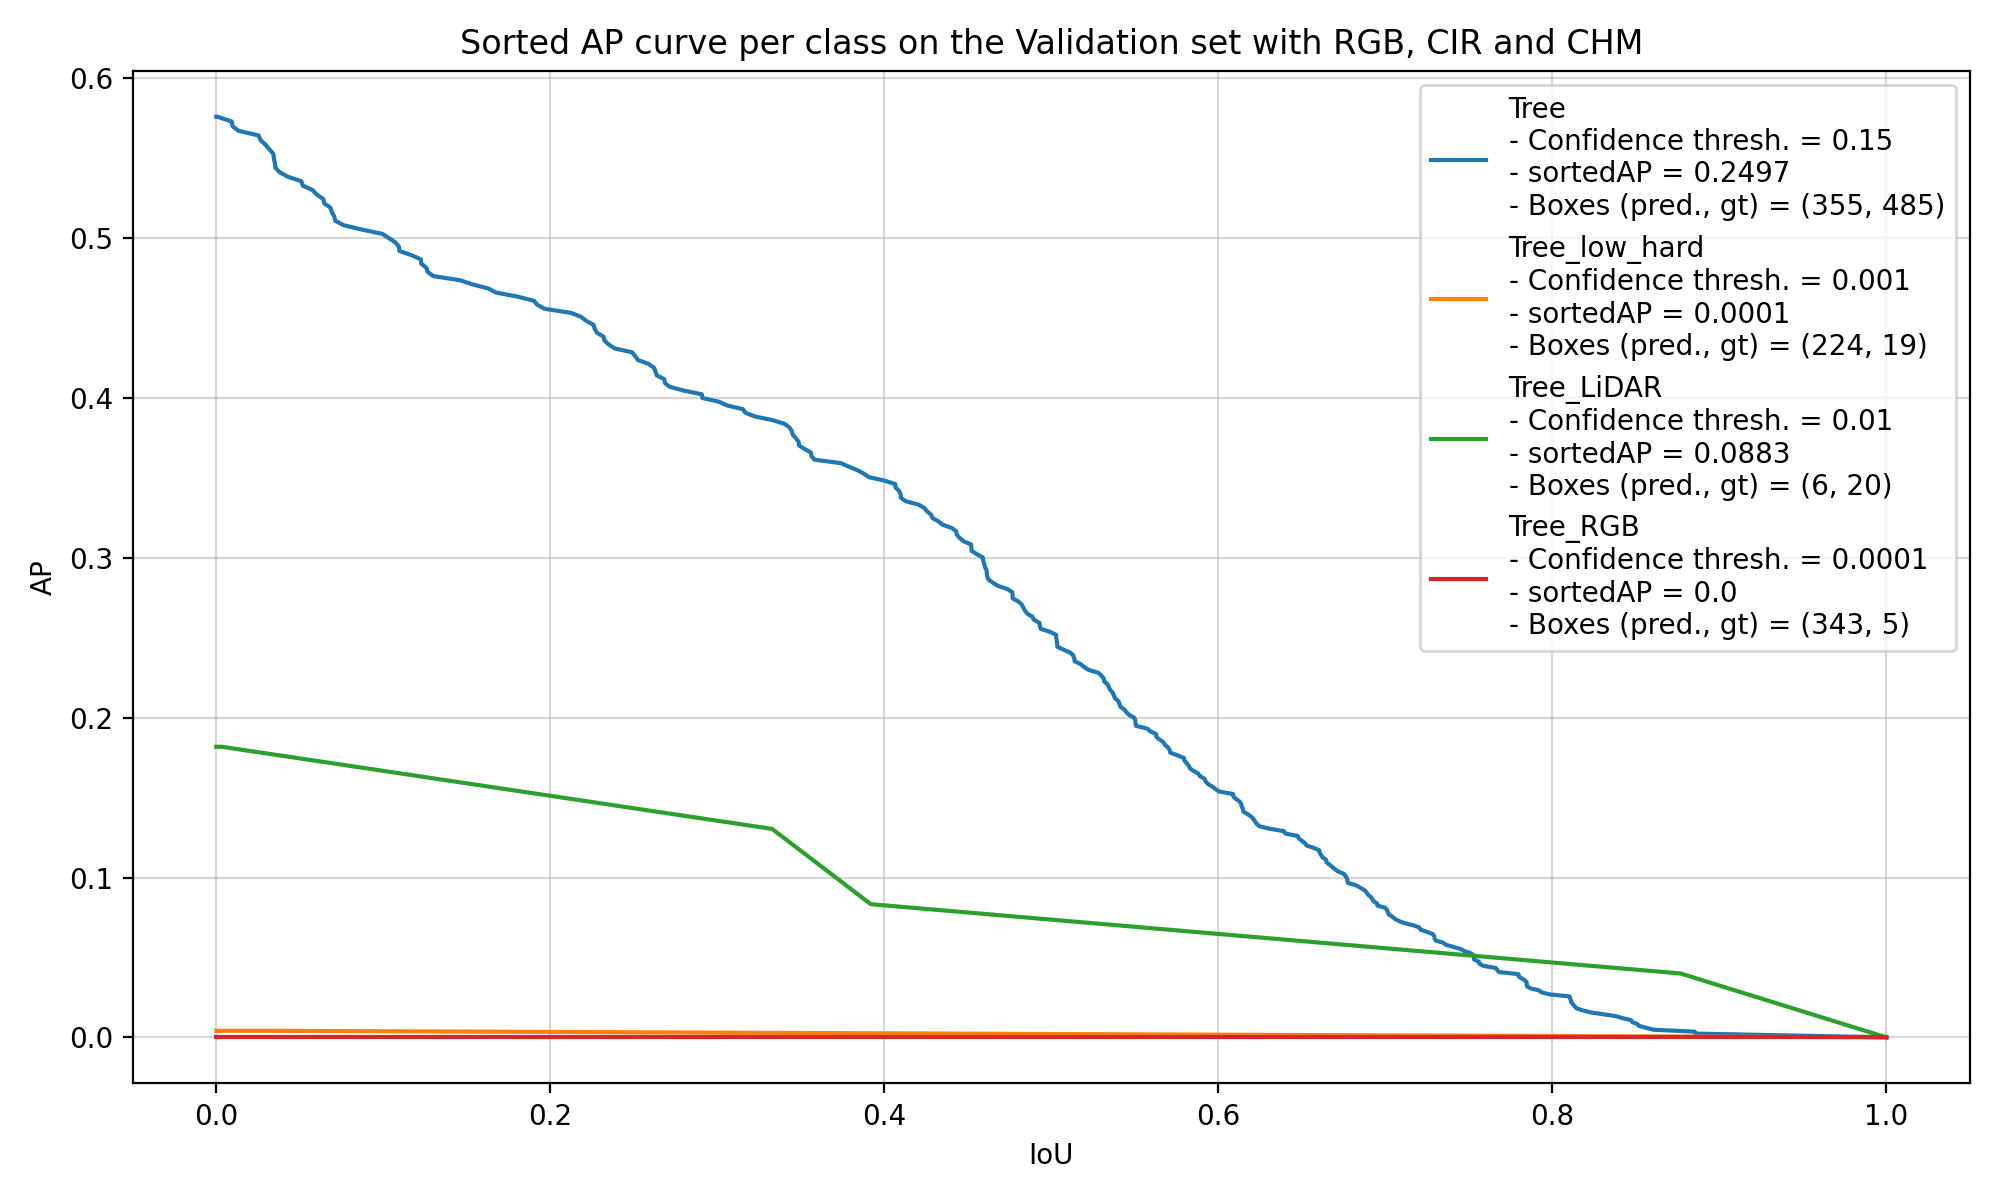 Sorted AP curve per class on the Validation set with RGB, CIR and CHM
Tree
- Confidence thresh. = 0.15
- sortedAP = 0.2497
- Boxes (pred., gt) = (355, 485)
Tree_low_hard
- Confidence thresh. = 0.001
- sortedAP = 0.0001
- Boxes (pred., gt) = (224, 19)
Tree_LiDAR
- Confidence thresh. = 0.01
- sortedAP = 0.0883
- Boxes (pred., gt) = (6, 20)
Tree_RGB
- Confidence thresh. = 0.0001
- sortedAP = 0.0
- Boxes (pred., gt) = (343, 5)
AP
0.6
0.5
0.4
0.3
0.2
0.1
0.0
0.0
0.2
0.4
0.6
0.8
1.0
IoU